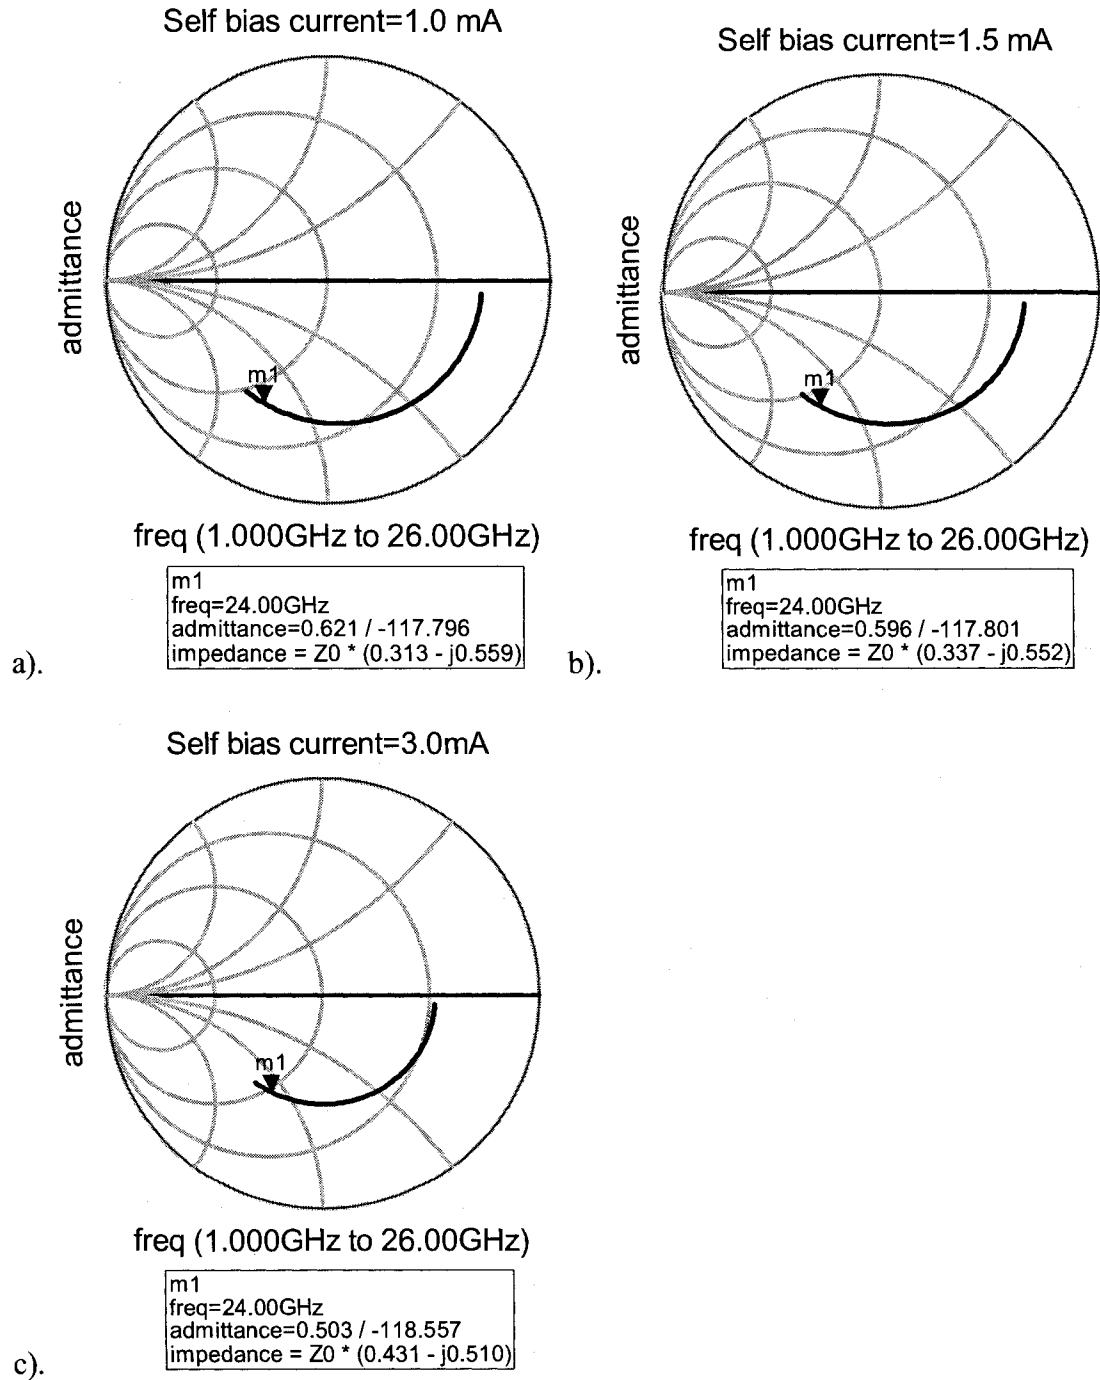 Self bias current=1.0 mA
admittance
m1
freq (1.000GHz to 26.00GHz)
m1
freq=24.00GHz
admittance=0.621 / -117.796
impedance = Z0 * (0.313 - j0.559)
a).
Self bias current=1.5 mA
admittance
m1
freq (1.000GHz to 26.00GHz)
m1
freq=24.00GHz
admittance=0.596 / -117.801
impedance = Z0 * (0.337 - j0.552)
b).
Self bias current=3.0mA
admittance
m1
freq (1.000GHz to 26.00GHz)
m1
freq=24.00GHz
admittance=0.503 / -118.557
impedance = Z0 * (0.431 - j0.510)
c).